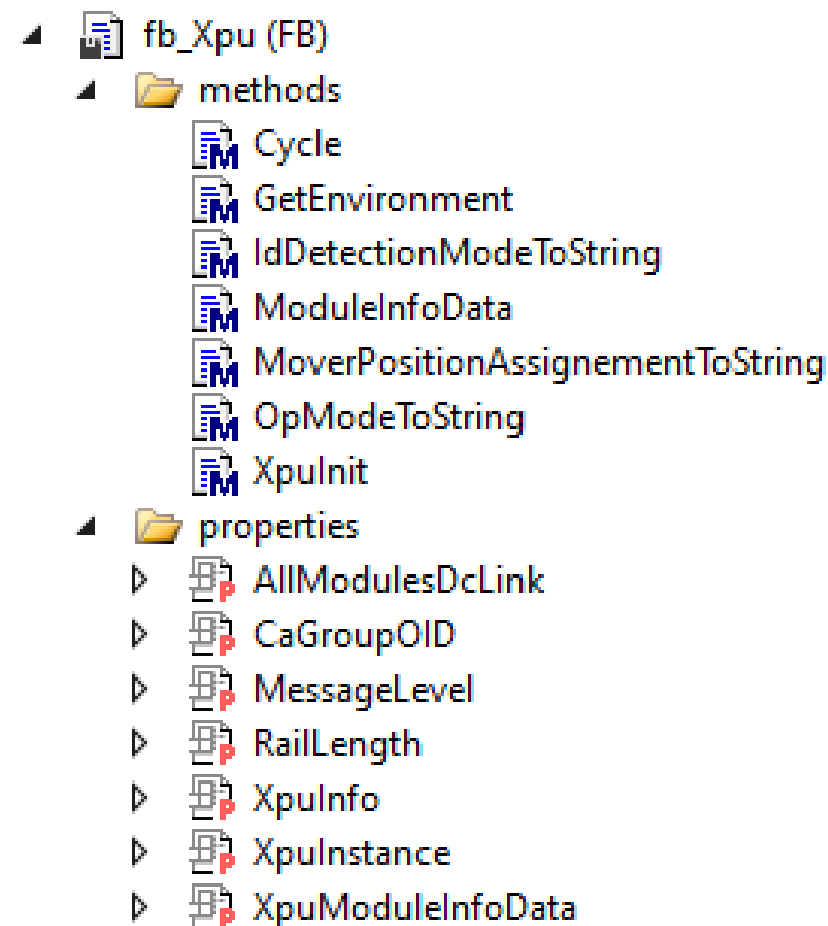 fb_Xpu (FB)
methods
Cycle
GetEnvironment
IdDetectionModeToString
ModuleInfoData
MoverPositionAssignementToString
OpModeToString
XpuInit
properties
AllModulesDcLink
CaGroupOID
MessageLevel
RailLength
XpuInfo
XpuInstance
XpuModuleInfoData